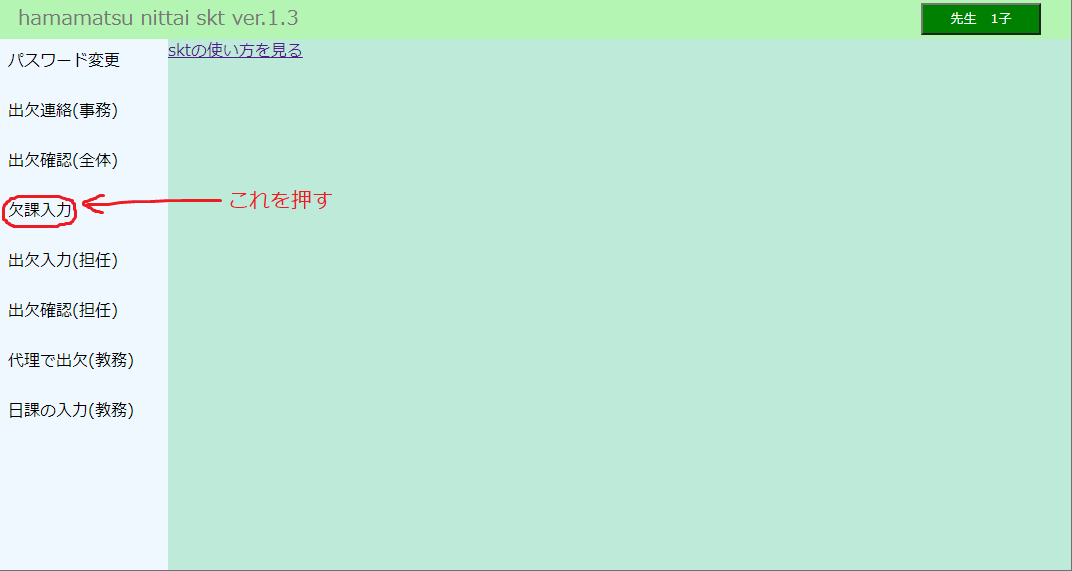 hamamatsu nittai skt ver.1.3
先生　1子
パスワード変更
sktの使い方を見る
出欠連絡(事務)
出欠確認(全体)
欠課入力
これを押す
出欠入力(担任)
出欠確認(担任)
代理で出欠(教務)
日課の入力(教務)